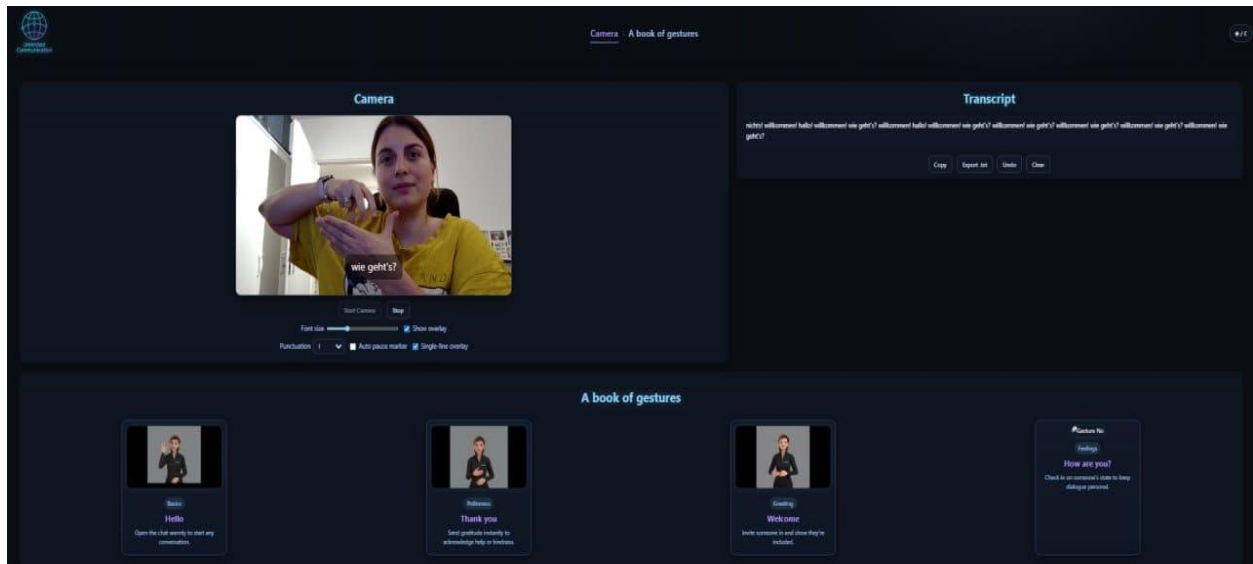 Unlimited
Communication
Camera
A book of gestures
Camera
wie geht's?
Start Camera
Stop
Font size
Show overlay
Punctuation
!
Auto pause marker
Single-line overlay
Transcript
nichts! willkommen! hallo! willkommen! wie geht's? willkommen! hallo! willkommen! wie geht's? willkommen! wie geht's? willkommen! wie geht's? willkommen! wie geht's? willkommen! wie
geht's?
Copy
Export .txt
Undo
Clear
A book of gestures
Basics
Hello
Open the chat warmly to start any
conversation.
Politeness
Thank you
Send gratitude instantly to
acknowledge help or kindness.
Greeting
Welcome
Invite someone in and show they're
included.
Gesture No
Feelings
How are you?
Check in on someone's state to keep
dialogue personal.